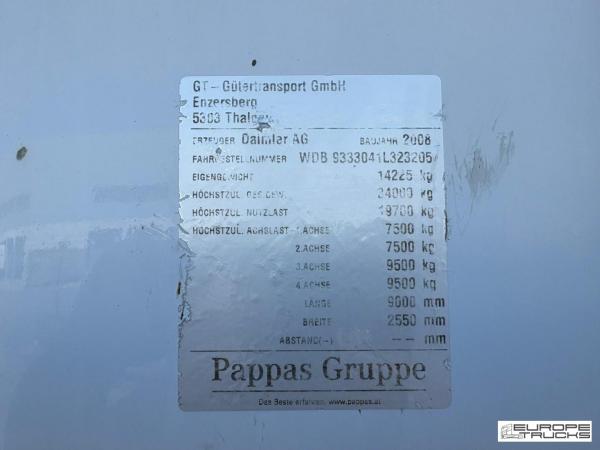 GT - Gütertransport GmbH
Enzersberg
5303
ERZEUGER Daimler AG BAUJAHR 2008
FAHRGESTELLNUMMER WDB 9333041L323205
EIGENGEWICHT 14225 kg
HÖCHSTZUL. GES.GEW. 34000 kg
HÖCHSTZUL. NUTZLAST 19700 kg
HÖCHSTZUL. ACHSLAST 1.ACHSE 7500 kg
2.ACHSE 7500 kg
3.ACHSE 9500 kg
4.ACHSE 9500 kg
LÄNGE 9000 mm
BREITE 2550 mm
ABSTAND(-) -- mm
Pappas Gruppe
Das Beste erfahren. www.pappas.at
EUROPE
TRUCKS